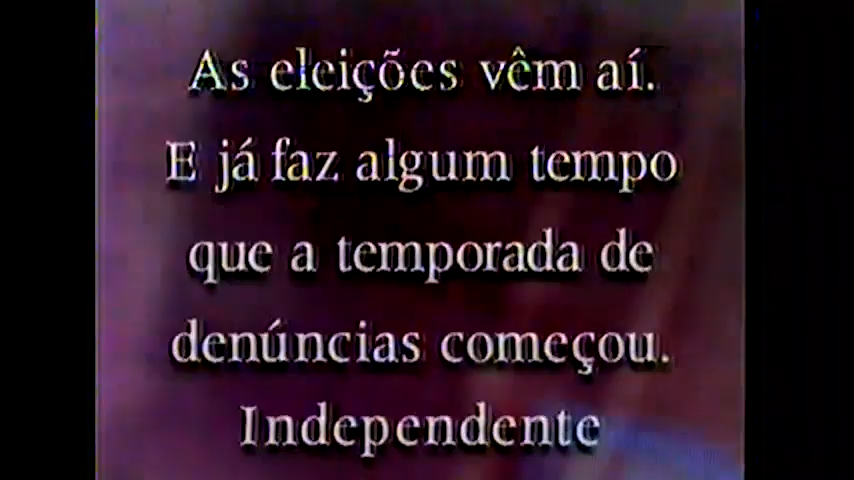 As eleições vêm aí.
E já faz algum tempo
que a temporada de
denúncias começou.
Independente